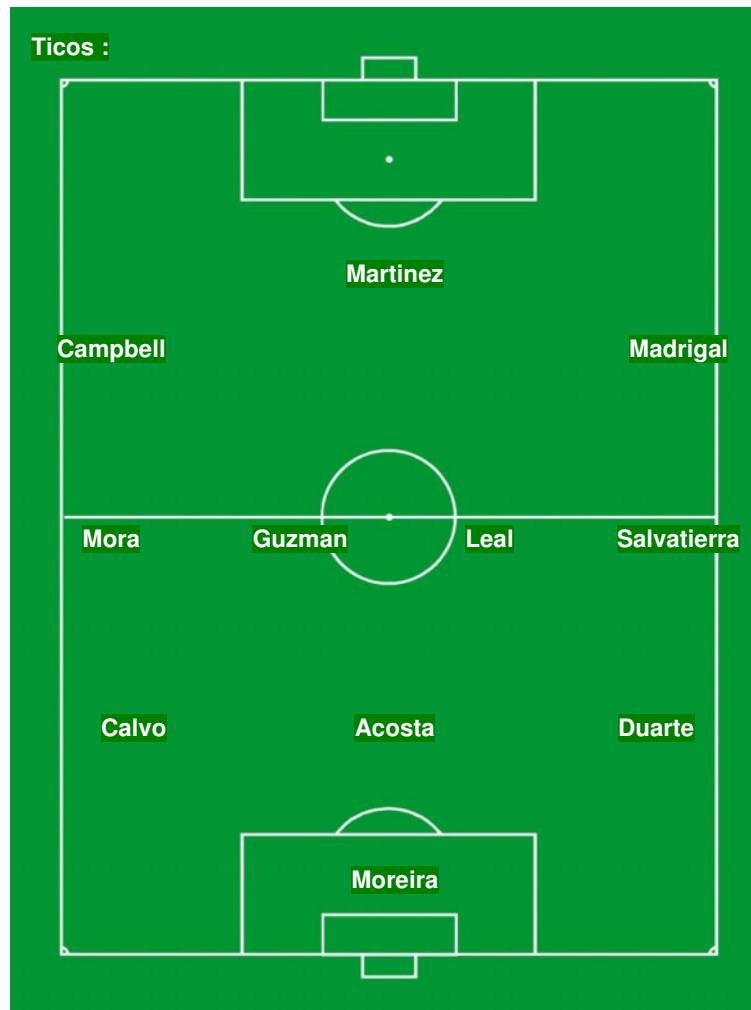 Ticos :
Martinez
Campbell Madrigal
Mora Guzman Leal Salvatierra
Calvo Acosta Duarte
Moreira